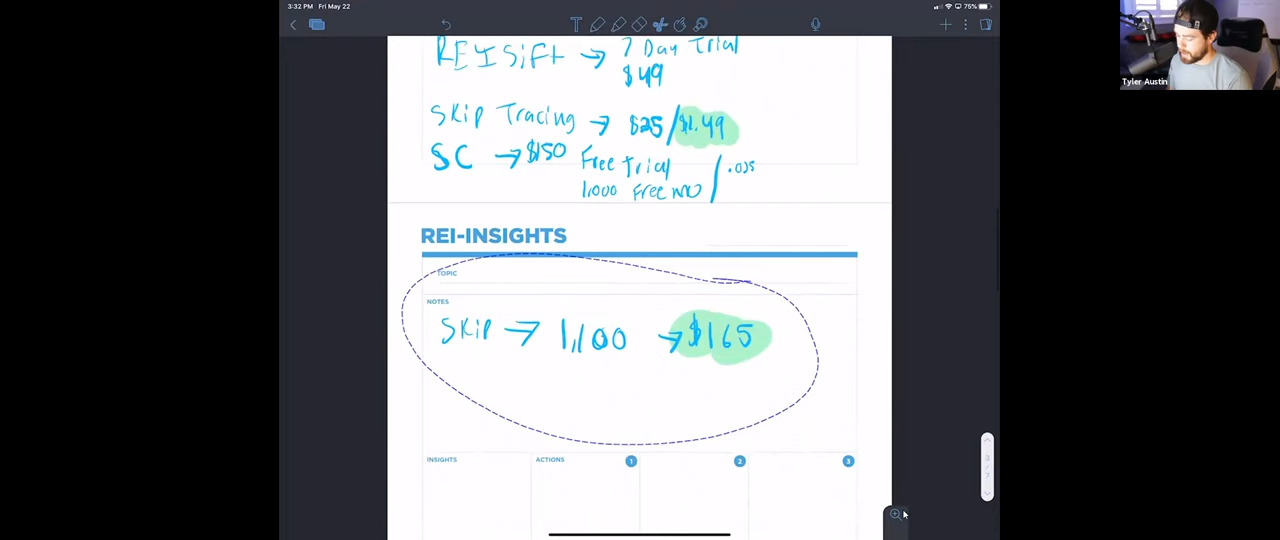 3:32 PM Fri May 22
75%
Tyler Austin
REISift → 7 Day Trial
$49
Skip Tracing → $25/$1.49
SC → $150 Free Trial / .025
1,000 Free
REI-INSIGHTS
TOPIC
NOTES
Skip → 1,100 → $165
INSIGHTS ACTIONS 1 2 3